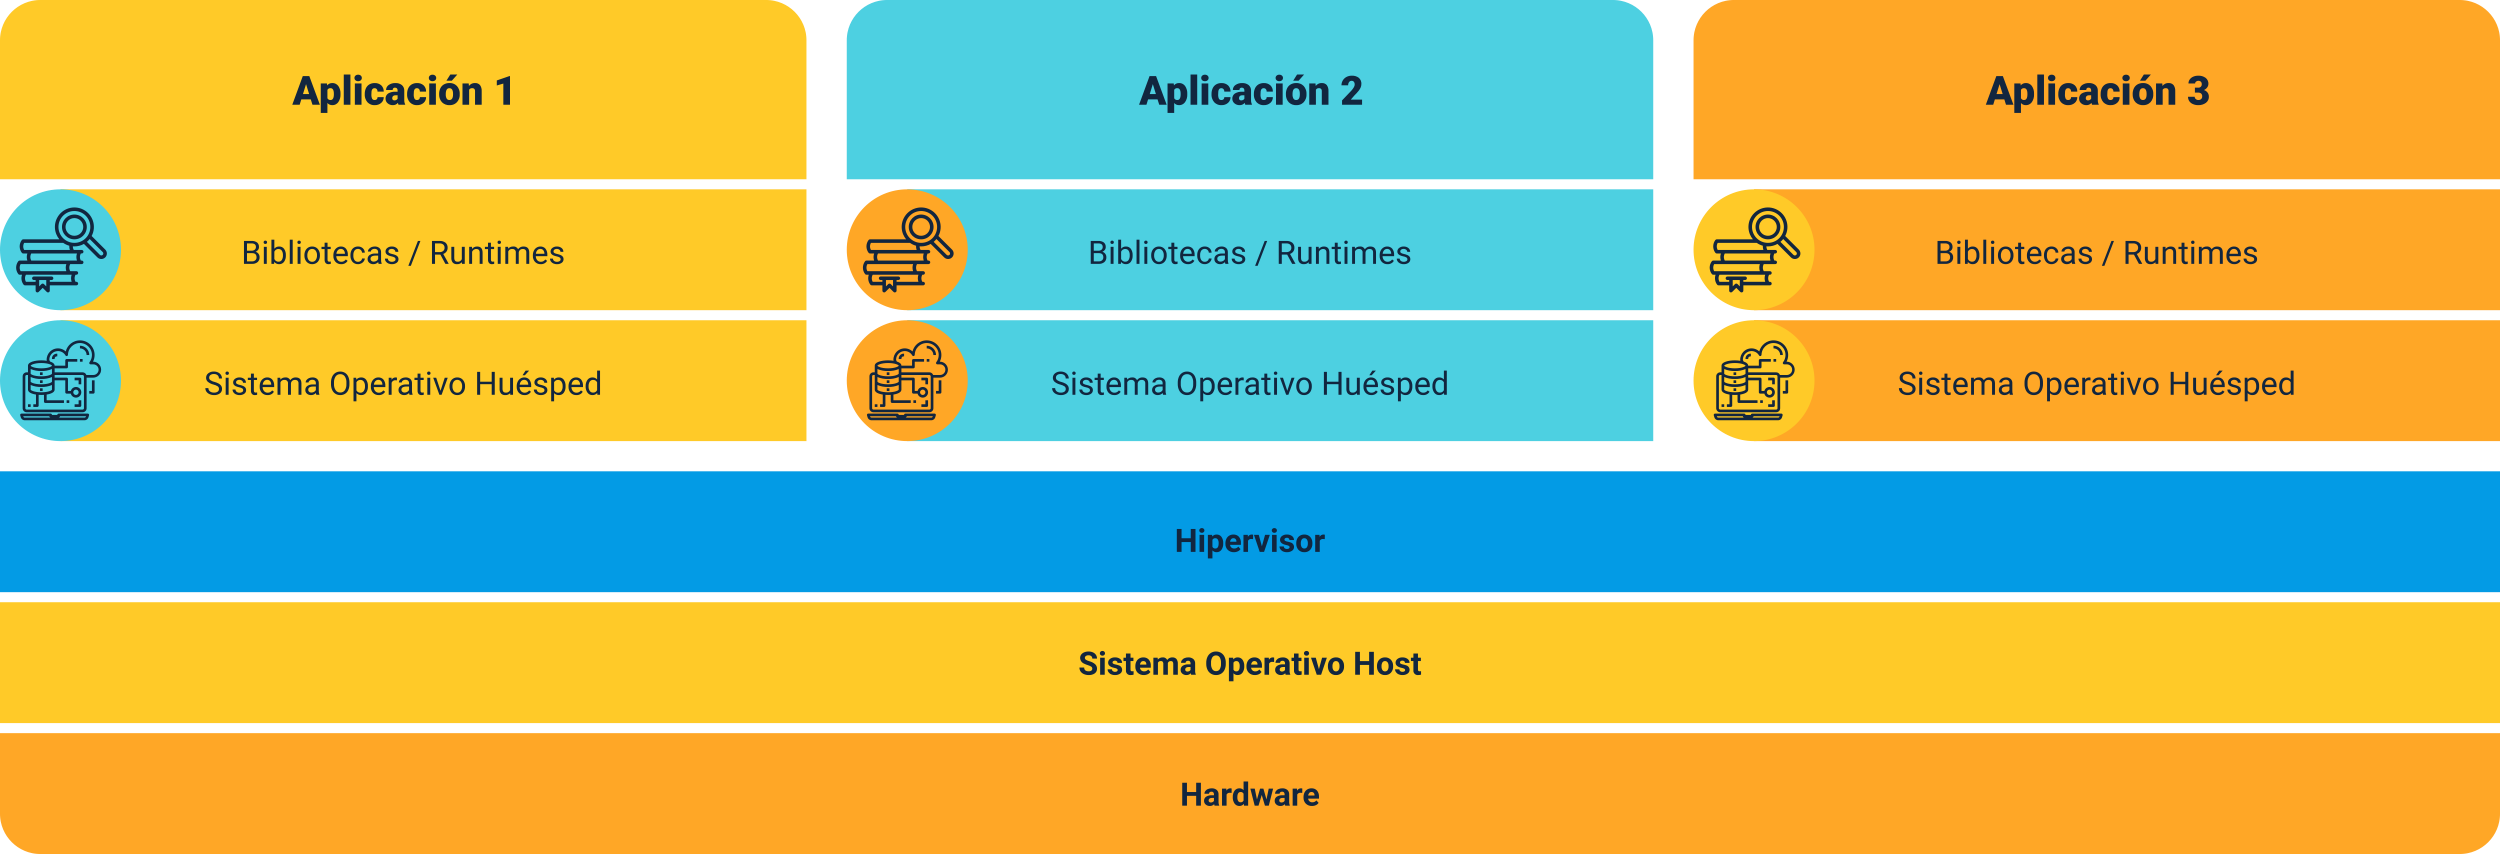 Aplicación 1
Aplicación 2
Aplicación 3
Bibliotecas / Runtimes
Bibliotecas / Runtimes
Bibliotecas / Runtimes
Sistema Operativo Huésped
Sistema Operativo Huésped
Sistema Operativo Huésped
Hipervisor
Sistema Operativo Host
Hardware